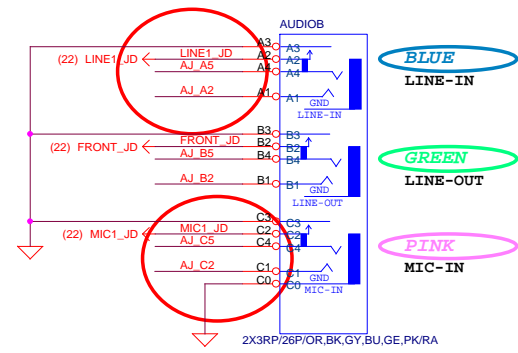 AUDIOB
A3 A3
(22) LINE1_JD LINE1_JD A2 A2
AJ_A5 A4 A4
AJ_A2 A1 A1
GND
LINE-IN
BLUE
LINE-IN
B3 B3
(22) FRONT_JD FRONT_JD B2 B2
AJ_B5 B4 B4
AJ_B2 B1 B1
GND
LINE-OUT
GREEN
LINE-OUT
C3 C3
(22) MIC1_JD MIC1_JD C2 C2
AJ_C5 C4 C4
AJ_C2 C1 C1
GND
C0 C0
MIC-IN
PINK
MIC-IN
2X3RP/26P/OR,BK,GY,BU,GE,PK/RA